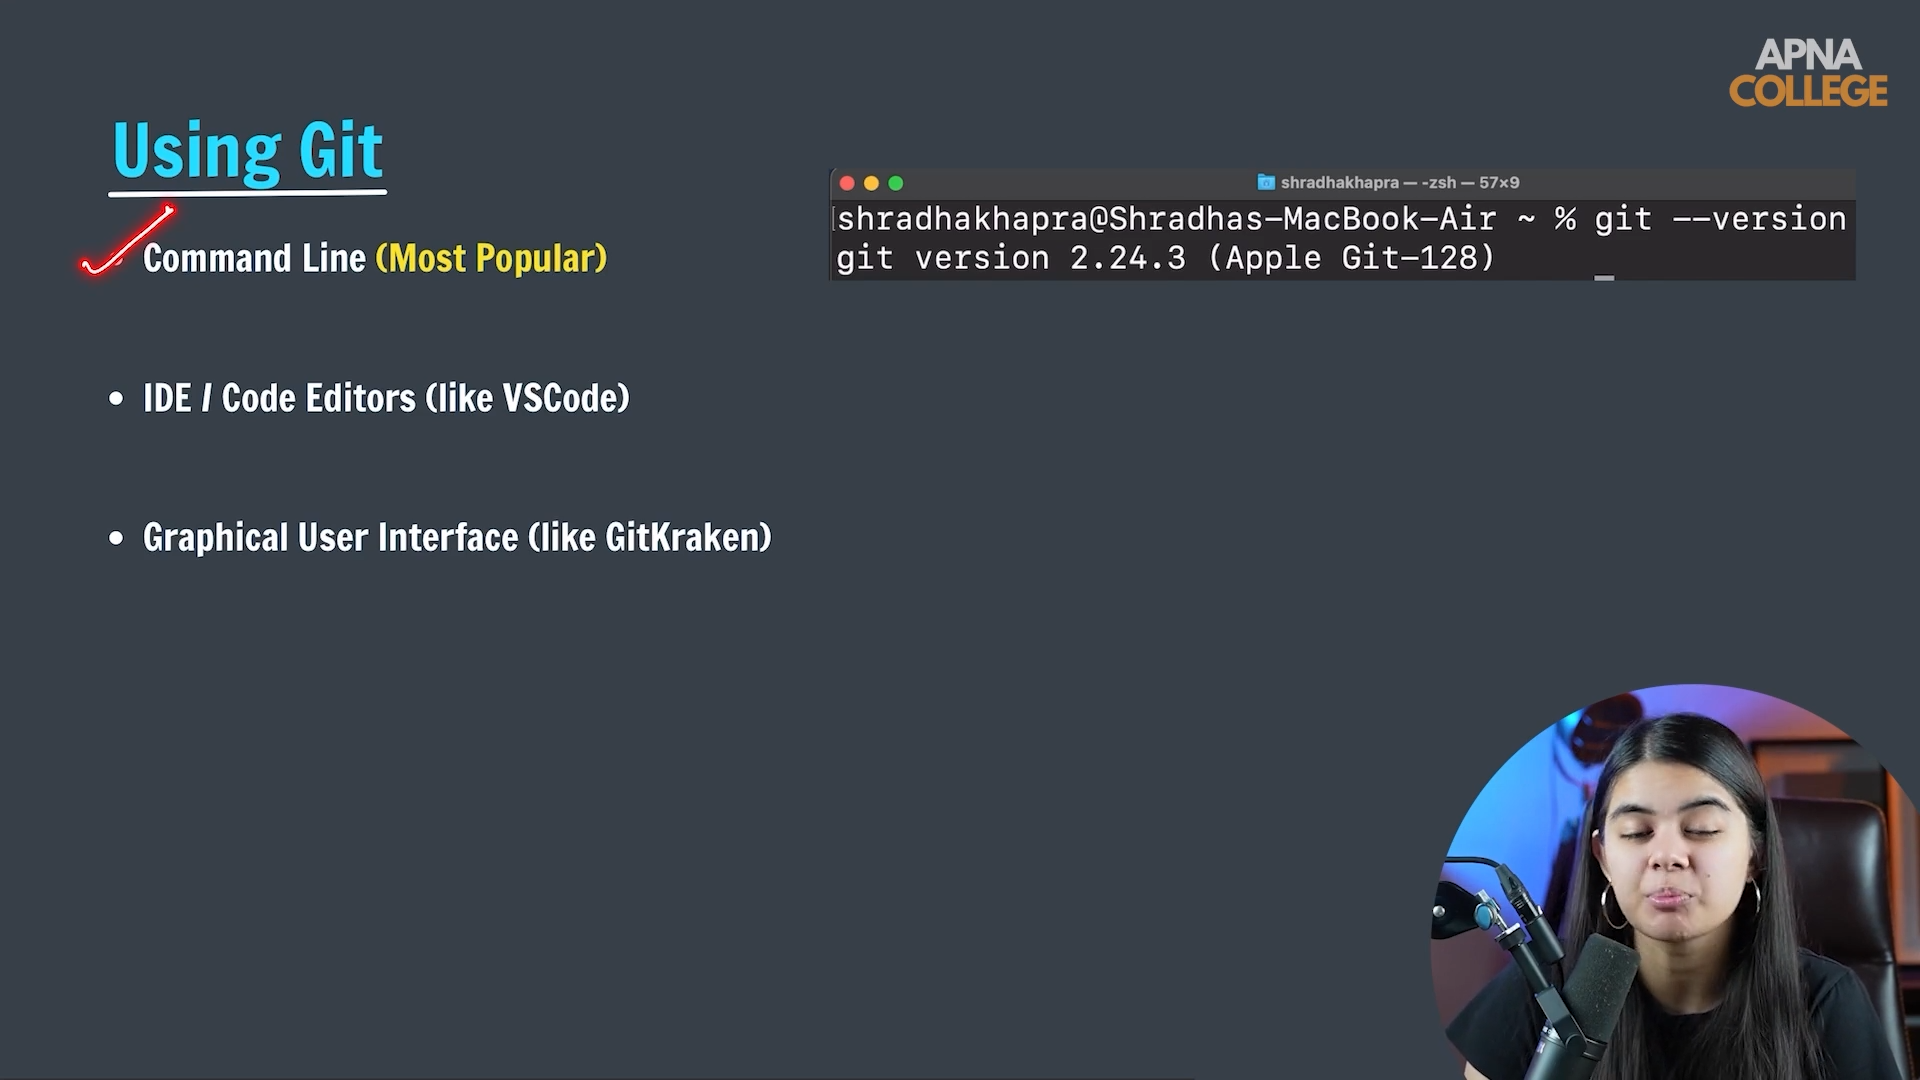 APNA
COLLEGE
Using Git
Command Line (Most Popular)
• IDE / Code Editors (like VSCode)
• Graphical User Interface (like GitKraken)
shradhakhapra — -zsh — 57×9
[shradhakhapra@Shradhas-MacBook-Air ~ % git --version
git version 2.24.3 (Apple Git-128)